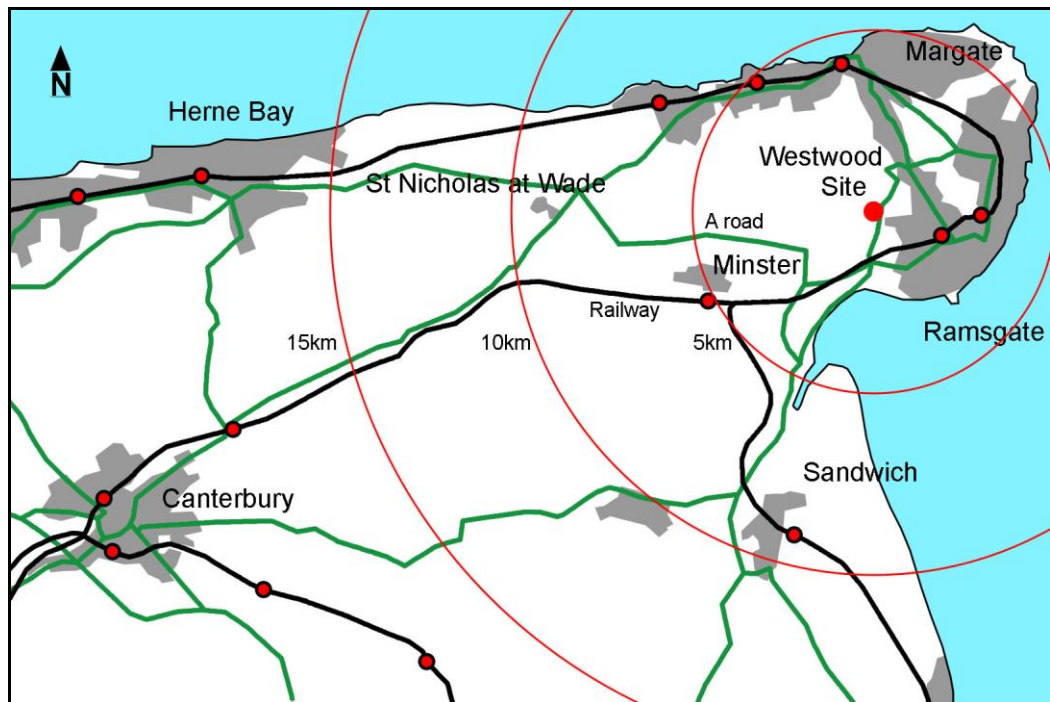 Margate
N
Herne Bay
Westwood
Site
St Nicholas at Wade
A road
Minster
Railway
15km
10km
5km
Ramsgate
Sandwich
Canterbury